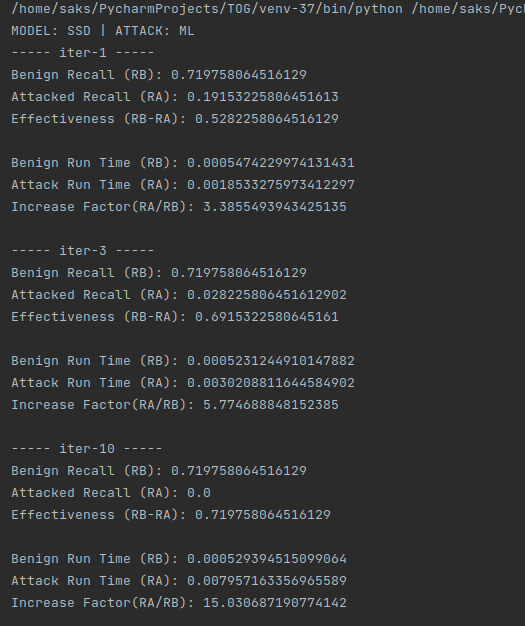 /home/saks/PycharmProjects/TOG/venv-37/bin/python /home/saks/Pych
MODEL: SSD | ATTACK: ML
----- iter-1 -----
Benign Recall (RB): 0.719758064516129
Attacked Recall (RA): 0.19153225806451613
Effectiveness (RB-RA): 0.5282258064516129
Benign Run Time (RB): 0.0005474229974131431
Attack Run Time (RA): 0.0018533275973412297
Increase Factor(RA/RB): 3.3855493943425135
----- iter-3 -----
Benign Recall (RB): 0.719758064516129
Attacked Recall (RA): 0.028225806451612902
Effectiveness (RB-RA): 0.6915322580645161
Benign Run Time (RB): 0.0005231244910147882
Attack Run Time (RA): 0.0030208811644584902
Increase Factor(RA/RB): 5.774688848152385
----- iter-10 -----
Benign Recall (RB): 0.719758064516129
Attacked Recall (RA): 0.0
Effectiveness (RB-RA): 0.719758064516129
Benign Run Time (RB): 0.000529394515099064
Attack Run Time (RA): 0.007957163356965589
Increase Factor(RA/RB): 15.030687190774142